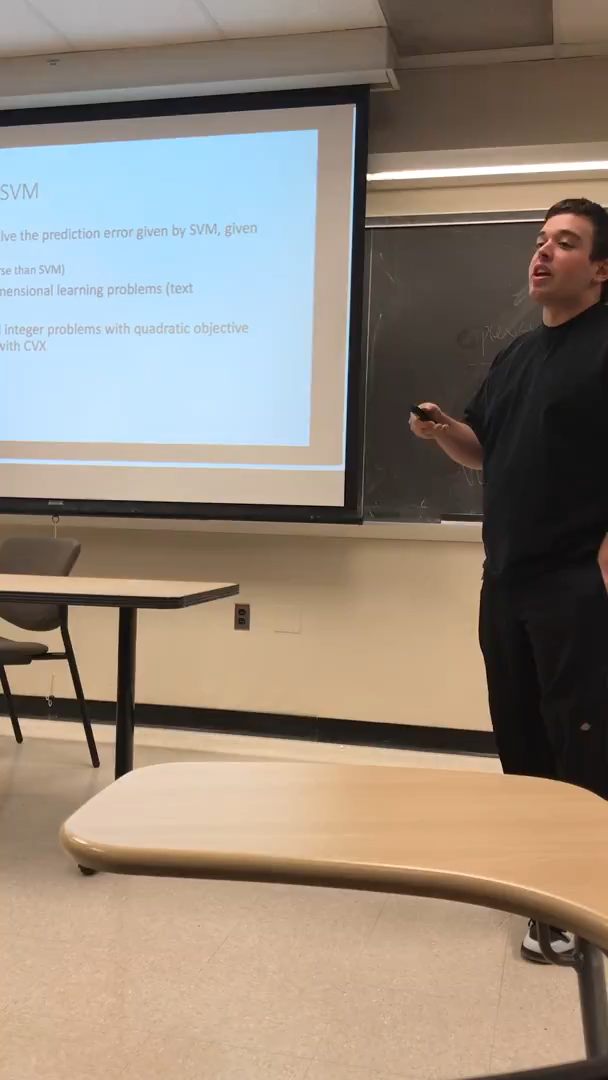 SVM
lve the prediction error given by SVM, given
rse than SVM)
mensional learning problems (text
integer problems with quadratic objective
with CVX